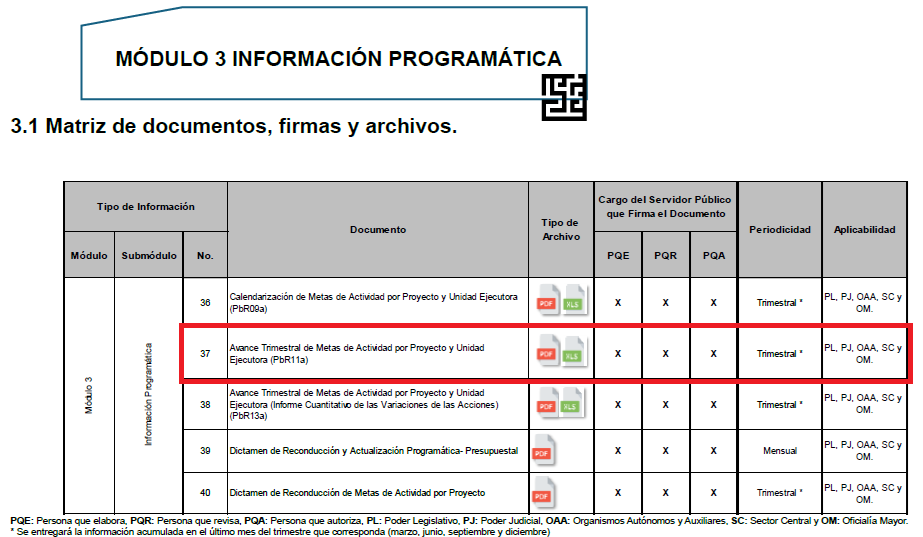 MÓDULO 3 INFORMACIÓN PROGRAMÁTICA
3.1 Matriz de documentos, firmas y archivos.
Tipo de Información
Documento
Tipo de
Archivo
Cargo del Servidor Público
que Firma el Documento
Periodicidad
Aplicabilidad
Módulo
Submódulo
No.
PQE
PQR
PQA
Módulo 3
Información Programática
36
Calendarización de Metas de Actividad por Proyecto y Unidad Ejecutora
(PbR09a)
PDF
XLS
X
X
X
Trimestral *
PL, PJ, OAA, SC y
OM.
37
Avance Trimestral de Metas de Actividad por Proyecto y Unidad
Ejecutora (PbR11a)
PDF
XLS
X
X
X
Trimestral *
PL, PJ, OAA, SC y
OM.
38
Avance Trimestral de Metas de Actividad por Proyecto y Unidad
Ejecutora (Informe Cuantitativo de las Variaciones de las Acciones)
(PbR13a)
PDF
XLS
X
X
X
Trimestral *
PL, PJ, OAA, SC y
OM.
39
Dictamen de Reconducción y Actualización Programática- Presupuestal
PDF
X
X
X
Mensual
PL, PJ, OAA, SC y
OM.
40
Dictamen de Reconducción de Metas de Actividad por Proyecto
PDF
X
X
X
Trimestral *
PL, PJ, OAA, SC y
OM.
PQE: Persona que elabora, PQR: Persona que revisa, PQA: Persona que autoriza, PL: Poder Legislativo, PJ: Poder Judicial, OAA: Organismos Autónomos y Auxiliares, SC: Sector Central y OM: Oficialía Mayor.
* Se entregará la información acumulada en el último mes del trimestre que corresponda (marzo, junio, septiembre y diciembre)